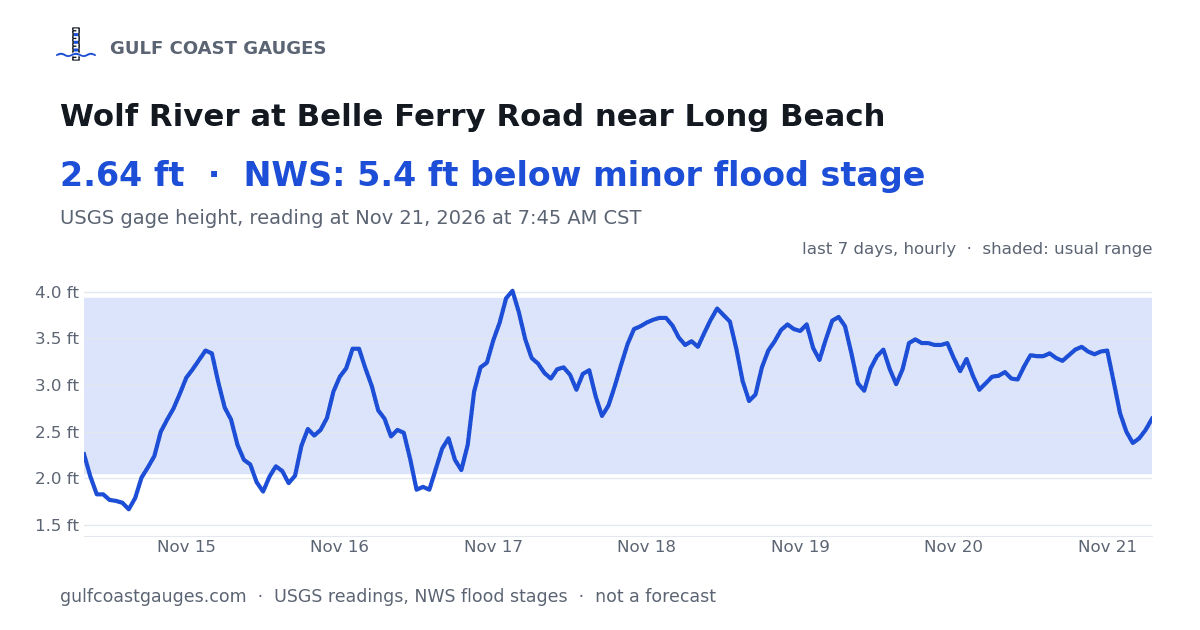 GULF COAST GAUGES
Wolf River at Belle Ferry Road near Long Beach
2.64 ft · NWS: 5.4 ft below minor flood stage
USGS gage height, reading at Nov 21, 2026 at 7:45 AM CST
last 7 days, hourly · shaded: usual range
4.0 ft
3.5 ft
3.0 ft
2.5 ft
2.0 ft
1.5 ft
Nov 15 Nov 16 Nov 17 Nov 18 Nov 19 Nov 20 Nov 21
gulfcoastgauges.com · USGS readings, NWS flood stages · not a forecast